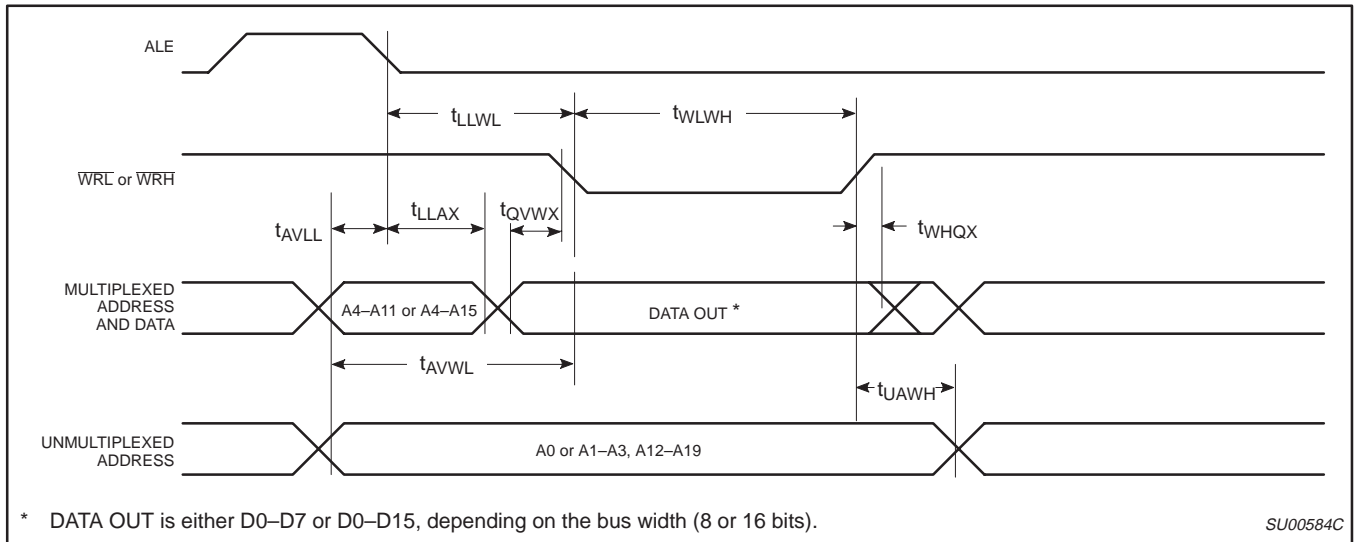 ALE
tLLWL
tWLWH
WRL or WRH
tAVLL
tLLAX
tQVWX
tWHQX
MULTIPLEXED
ADDRESS
AND DATA
A4–A11 or A4–A15
DATA OUT *
tAVWL
tUAWH
UNMULTIPLEXED
ADDRESS
A0 or A1–A3, A12–A19
* DATA OUT is either D0–D7 or D0–D15, depending on the bus width (8 or 16 bits).
SU00584C